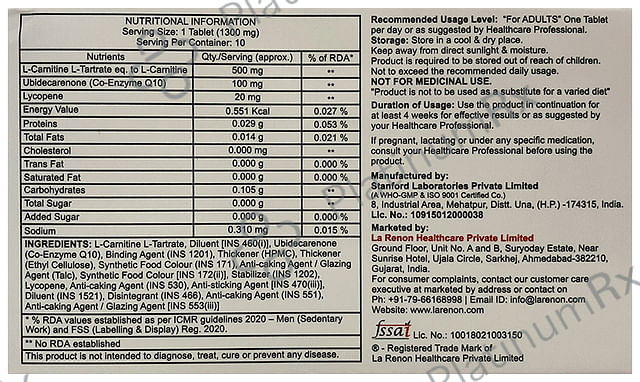 NUTRITIONAL INFORMATION
Serving Size: 1 Tablet (1300 mg)
Serving Per Container: 10
Nutrients Qty./Serving (approx.) % of RDA*
L-Carnitine L-Tartrate eq. to L-Carnitine 500 mg **
Ubidecarenone (Co-Enzyme Q10) 100 mg **
Lycopene 20 mg **
Energy Value 0.551 Kcal 0.027 %
Proteins 0.029 g 0.053 %
Total Fats 0.014 g 0.021 %
Cholesterol 0.000 mg **
Trans Fat 0.000 g 0.000 %
Saturated Fat 0.000 g 0.000 %
Carbohydrates 0.105 g **
Total Sugar 0.000 g **
Added Sugar 0.000 g 0.000 %
Sodium 0.310 mg 0.015 %
INGREDIENTS: L-Carnitine L-Tartrate, Diluent [INS 460(i)], Ubidecarenone
(Co-Enzyme Q10), Binding Agent (INS 1201), Thickener (HPMC), Thickener
(Ethyl Cellulose), Synthetic Food Colour (INS 171), Anti-caking Agent / Glazing
Agent (Talc), Synthetic Food Colour [INS 172(ii)], Stabilizer (INS 1202),
Lycopene, Anti-caking Agent (INS 530), Anti-sticking Agent [INS 470(iii)],
Diluent (INS 1521), Disintegrant (INS 466), Anti-caking Agent (INS 551),
Anti-caking Agent / Glazing Agent [INS 553(iii)]
* % RDA values established as per ICMR guidelines 2020 – Men (Sedentary
Work) and FSS (Labelling & Display) Reg. 2020.
** No RDA established
This product is not intended to diagnose, treat, cure or prevent any disease.
Recommended Usage Level: "For ADULTS" One Tablet
per day or as suggested by Healthcare Professional.
Storage: Store in a cool & dry place.
Keep away from direct sunlight & moisture.
Product is required to be stored out of reach of children.
Not to exceed the recommended daily usage.
NOT FOR MEDICINAL USE.
"Product is not to be used as a substitute for a varied diet"
Duration of Usage: Use the product in continuation for
at least 4 weeks for effective results or as suggested by
your Healthcare Professional.
If pregnant, lactating or under any specific medication,
consult your Healthcare Professional before using the
product.
Manufactured by:
Stanford Laboratories Private Limited
(A WHO-GMP & ISO 9001 Certified Co.)
8, Industrial Area, Mehatpur, Distt. Una, (H.P.) -174315, India.
Lic. No.: 10915012000038
Marketed by:
La Renon Healthcare Private Limited
Ground Floor, Unit No. A and B, Suryoday Estate, Near
Sunrise Hotel, Ujala Circle, Sarkhej, Ahmedabad-382210,
Gujarat, India.
For consumer complaints, contact our customer care
executive at marketed by address or contact on
Ph: +91-79-66168998 | Email ID: info@larenon.com
Website: www.larenon.com
fssai Lic. No.: 10018021003150
® - Registered Trade Mark of
La Renon Healthcare Private Limited
PlatinumRx
PlatinumRx
PlatinumRx